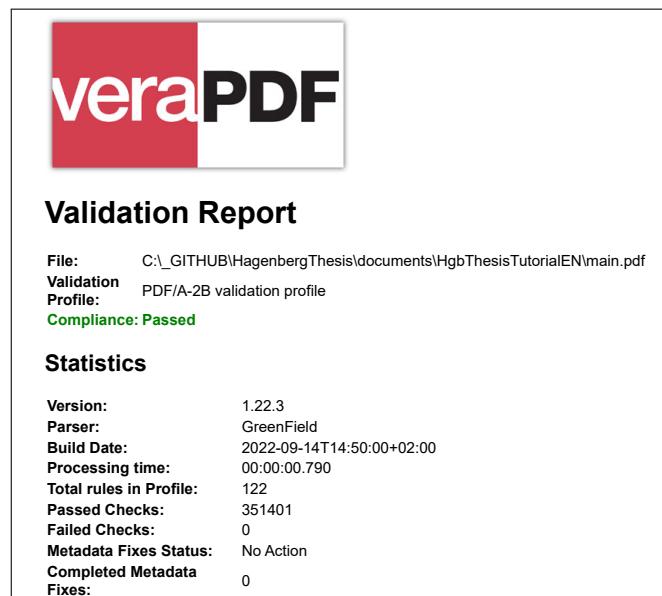 veraPDF
Validation Report
File: C:\_GITHUB\HagenbergThesis\documents\HgbThesisTutorialEN\main.pdf
Validation
Profile: PDF/A-2B validation profile
Compliance: Passed
Statistics
Version: 1.22.3
Parser: GreenField
Build Date: 2022-09-14T14:50:00+02:00
Processing time: 00:00:00.790
Total rules in Profile: 122
Passed Checks: 351401
Failed Checks: 0
Metadata Fixes Status: No Action
Completed Metadata
Fixes: 0